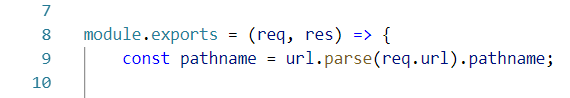 7
8 module.exports = (req, res) => {
9 const pathname = url.parse(req.url).pathname;
10